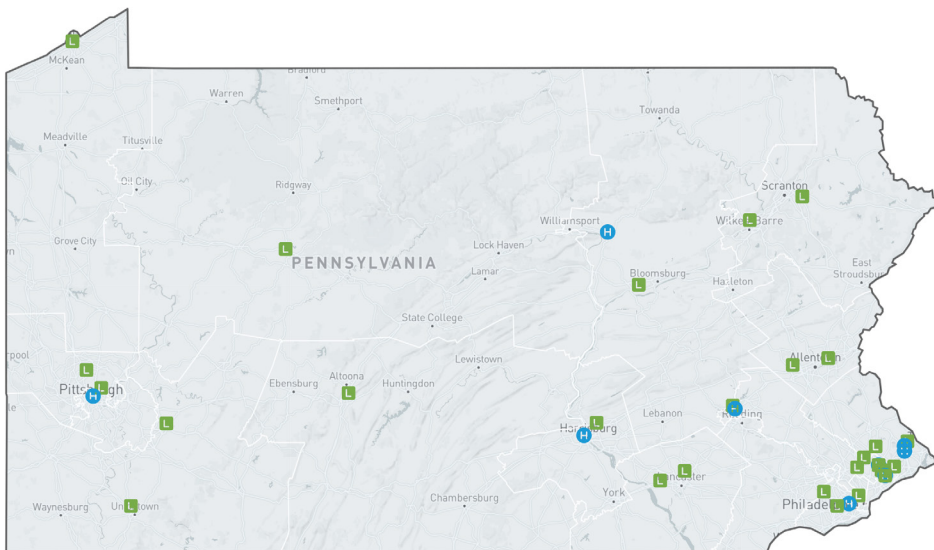 L
McKean
Bradford
Warren
Smethport
Towanda
Meadville
Titusville
Oil City
Ridgway
Scranton
L
Williamsport
H
Wilkes-Barre
L
Grove City
L
PENNSYLVANIA
Lock Haven
Lamar
Bloomsburg
L
Hazleton
East
Stroudsburg
State College
L
Pittsburgh
L
H
Ebensburg
Altoona
L
Huntingdon
Lewistown
Allentown
L
L
L
Harrisburg
L
H
Lebanon
Reading
L
H
Lancaster
L
L
York
Chambersburg
Waynesburg
Uniontown
L
Philadelphia
L
L
L
H
L
L
L
L
L